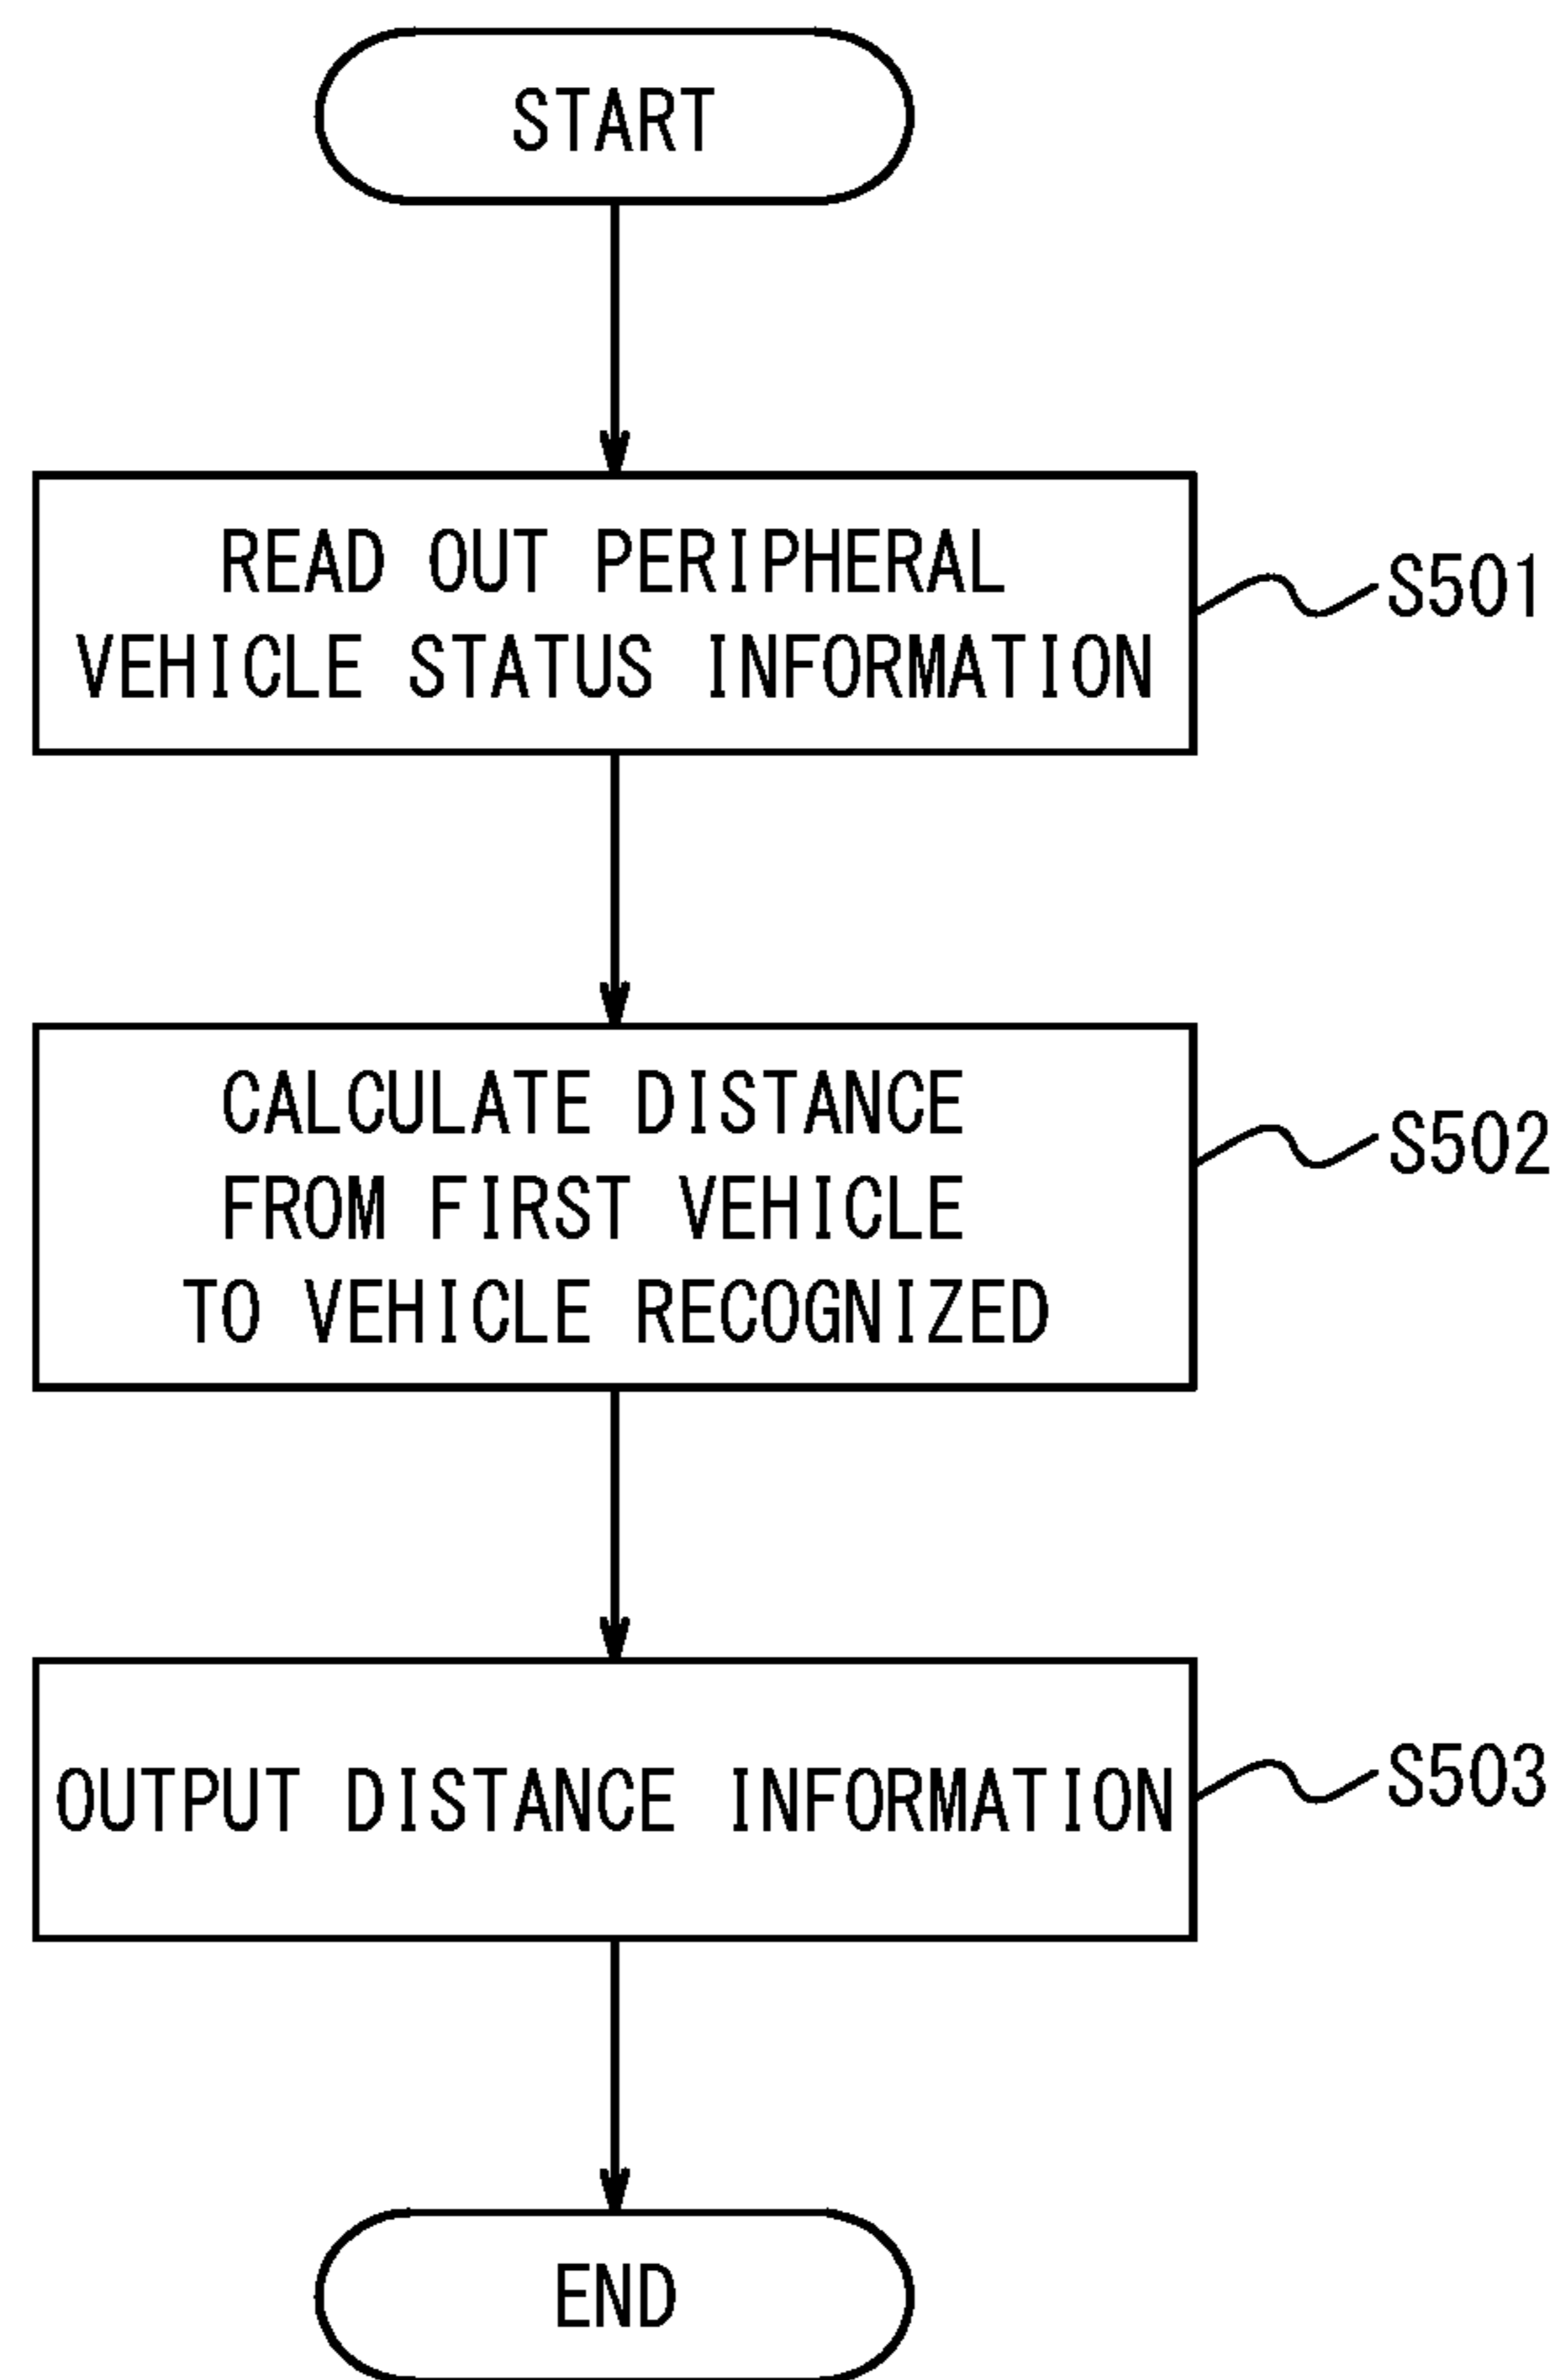 START
READ OUT PERIPHERAL
VEHICLE STATUS INFORMATION
S501
CALCULATE DISTANCE
FROM FIRST VEHICLE
TO VEHICLE RECOGNIZED
S502
OUTPUT DISTANCE INFORMATION
S503
END